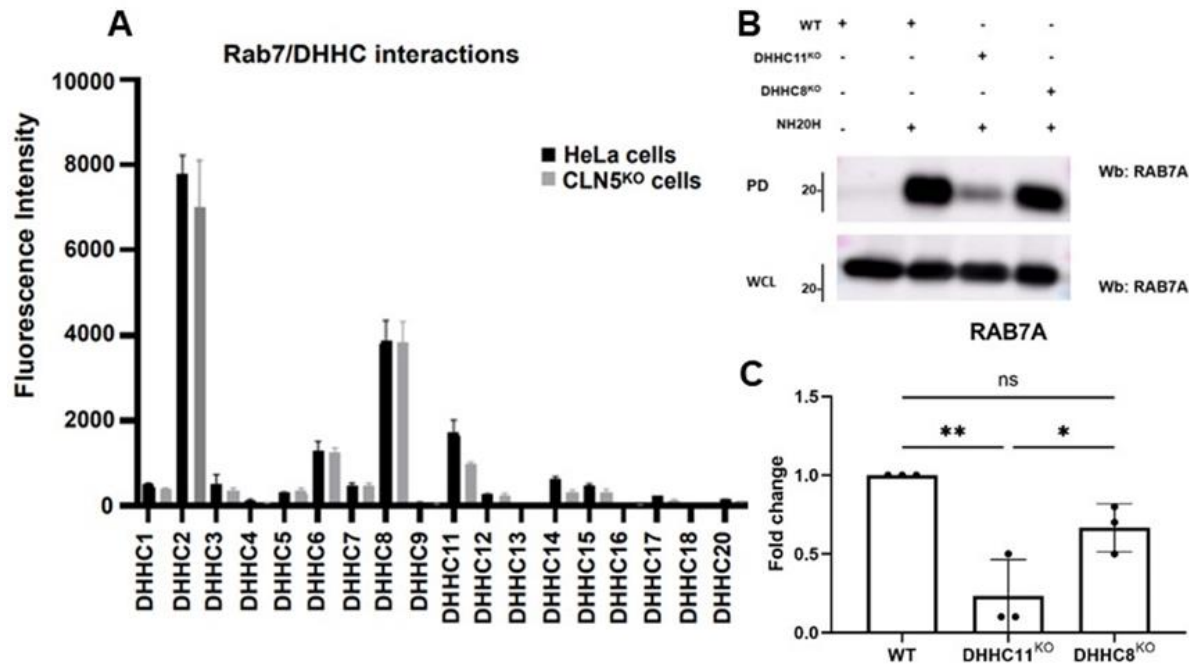 A
Rab7/DHHC interactions
Fluorescence Intensity
10000
8000
6000
4000
2000
0
HeLa cells
CLN5KO cells
DHHC1
DHHC2
DHHC3
DHHC4
DHHC5
DHHC6
DHHC7
DHHC8
DHHC9
DHHC11
DHHC12
DHHC13
DHHC14
DHHC15
DHHC16
DHHC17
DHHC18
DHHC20
B
WT + + - -
DHHC11KO - - + -
DHHC8KO - - - +
NH20H - + + +
PD 20 Wb: RAB7A
WCL 20 Wb: RAB7A
RAB7A
C
Fold change
1.5
1.0
0.5
0.0
ns
** *
WT DHHC11KO DHHC8KO